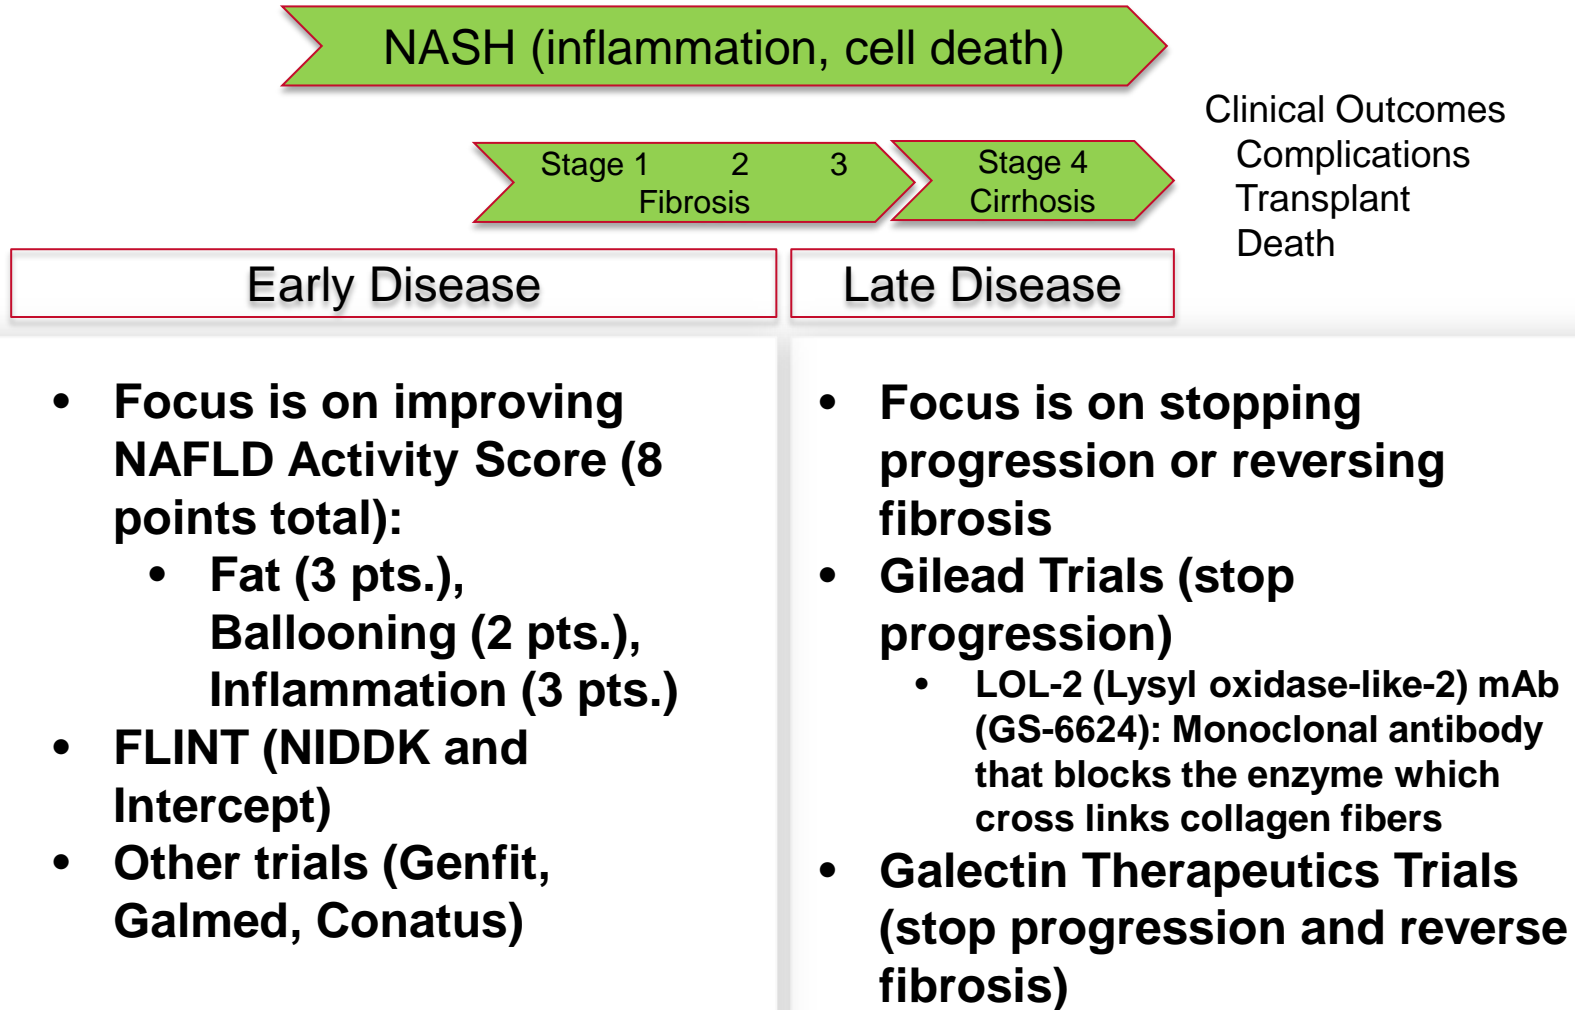 NASH (inflammation, cell death)
Stage 1 2 3
Fibrosis
Stage 4
Cirrhosis
Clinical Outcomes
Complications
Transplant
Death
Early Disease
Late Disease
• Focus is on improving
NAFLD Activity Score (8
points total):
• Fat (3 pts.),
Ballooning (2 pts.),
Inflammation (3 pts.)
• FLINT (NIDDK and
Intercept)
• Other trials (Genfit,
Galmed, Conatus)
• Focus is on stopping
progression or reversing
fibrosis
• Gilead Trials (stop
progression)
• LOL-2 (Lysyl oxidase-like-2) mAb
(GS-6624): Monoclonal antibody
that blocks the enzyme which
cross links collagen fibers
• Galectin Therapeutics Trials
(stop progression and reverse
fibrosis)